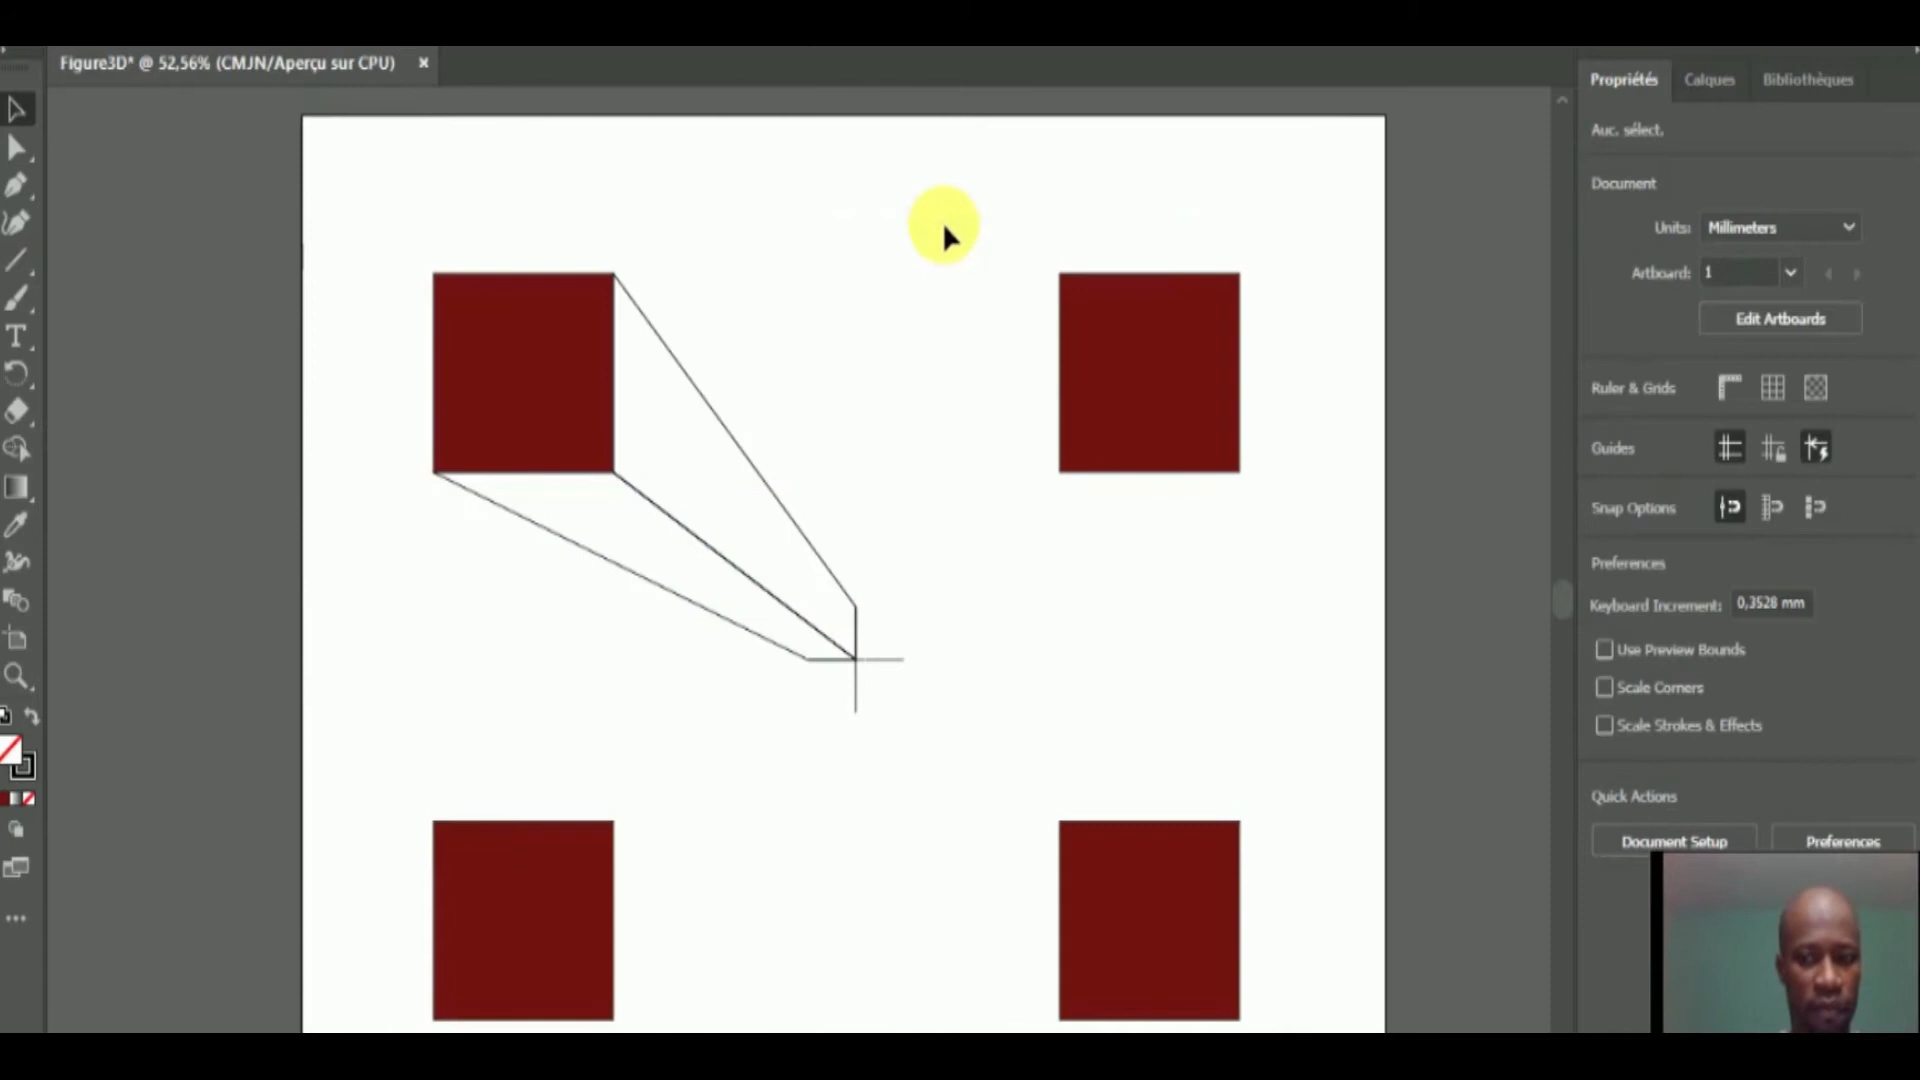 Figure3D* @ 52,56% (CMJN/Aperçu sur CPU) ×
Propriétés Calques Bibliothèques
Auc. sélect.
Document
Units: Millimeters
Artboard: 1
Edit Artboards
Ruler & Grids
Guides
Snap Options
Preferences
Keyboard Increment: 0,3528 mm
Use Preview Bounds
Scale Corners
Scale Strokes & Effects
Quick Actions
Document Setup Preferences